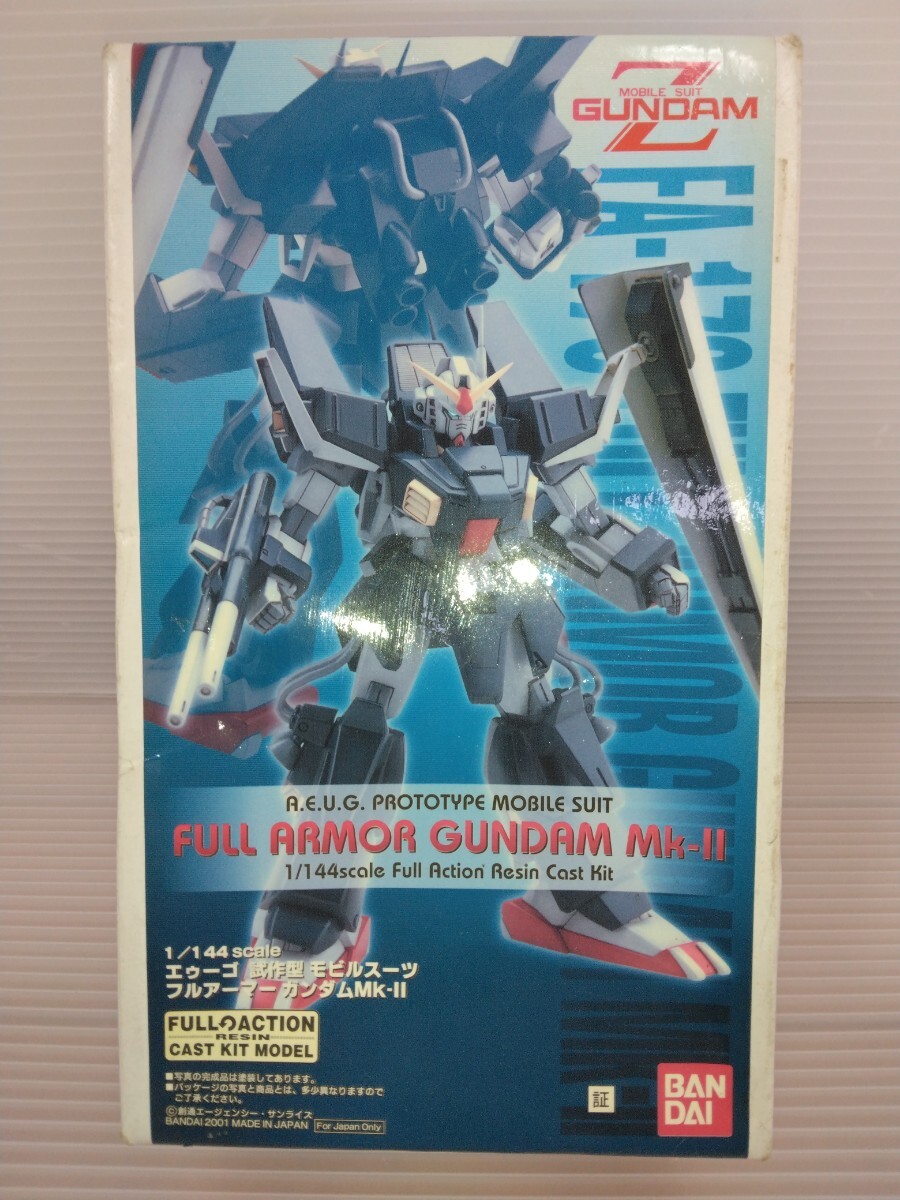 MOBILE SUIT
Z GUNDAM
A.E.U.G. PROTOTYPE MOBILE SUIT
FULL ARMOR GUNDAM Mk-II
1/144scale Full Action Resin Cast Kit
1/144 scale
エゥーゴ 試作型 モビルスーツ
フルアーマー ガンダムMk-II
FULL ACTION
RESIN
CAST KIT MODEL
■写真の完成品は塗装してあります。
■パッケージの写真と商品とは、多少異なりますので
ご了承ください。
©創通エージェンシー・サンライズ
BANDAI 2001 MADE IN JAPAN For Japan Only
証
BAN
DAI